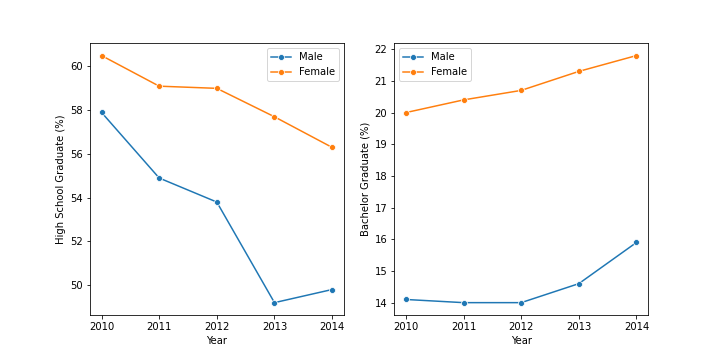 High School Graduate (%)
60
58
56
54
52
50
Male
Female
2010 2011 2012 2013 2014
Year
Bachelor Graduate (%)
22
21
20
19
18
17
16
15
14
Male
Female
2010 2011 2012 2013 2014
Year